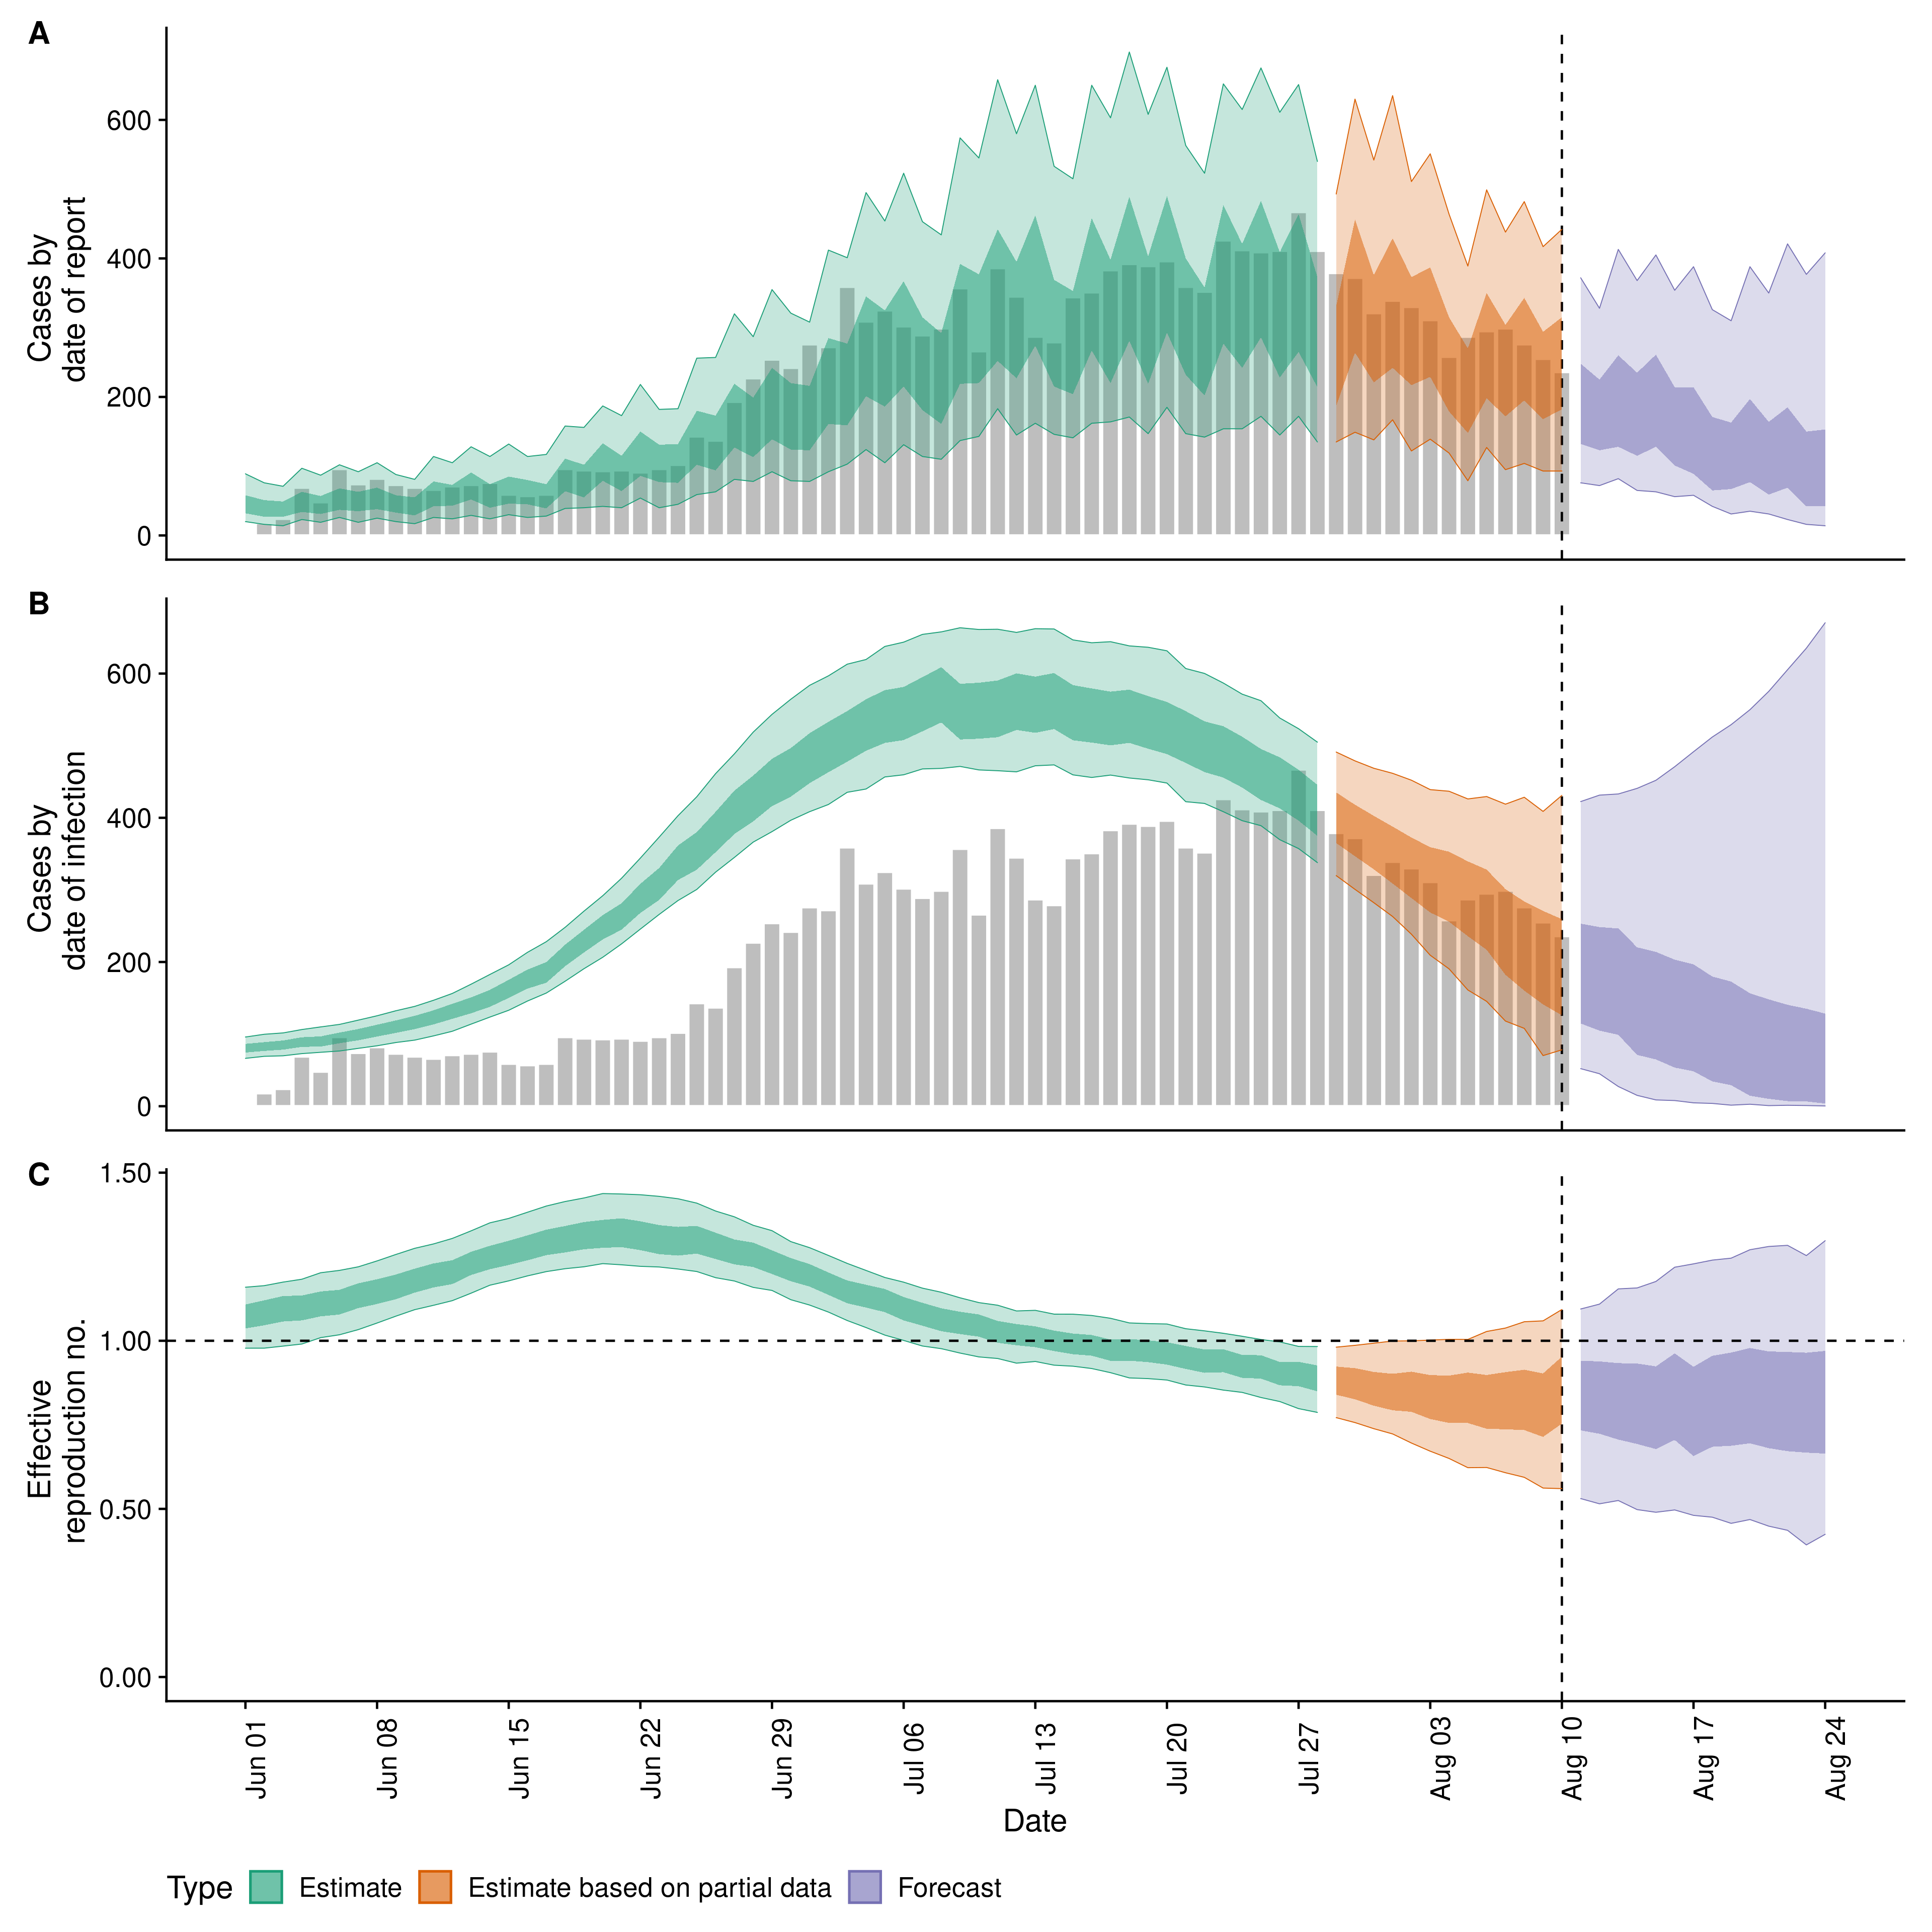 A
600
400
200
0
Cases by
date of report
B
600
400
200
0
Cases by
date of infection
C
1.50
1.00
0.50
0.00
Effective
reproduction no.
Jun 01
Jun 08
Jun 15
Jun 22
Jun 29
Jul 06
Jul 13
Jul 20
Jul 27
Aug 03
Aug 10
Aug 17
Aug 24
Date
Type Estimate Estimate based on partial data Forecast